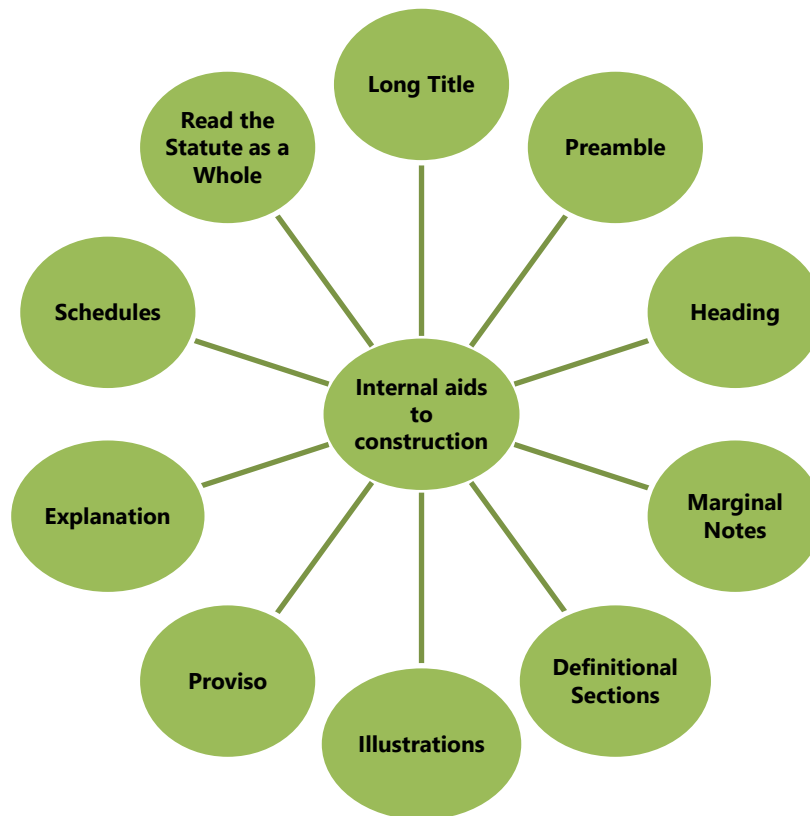 Long Title
Read the
Statute as a
Whole
Preamble
Schedules
Heading
Internal aids
to
construction
Explanation
Marginal
Notes
Proviso
Definitional
Sections
Illustrations